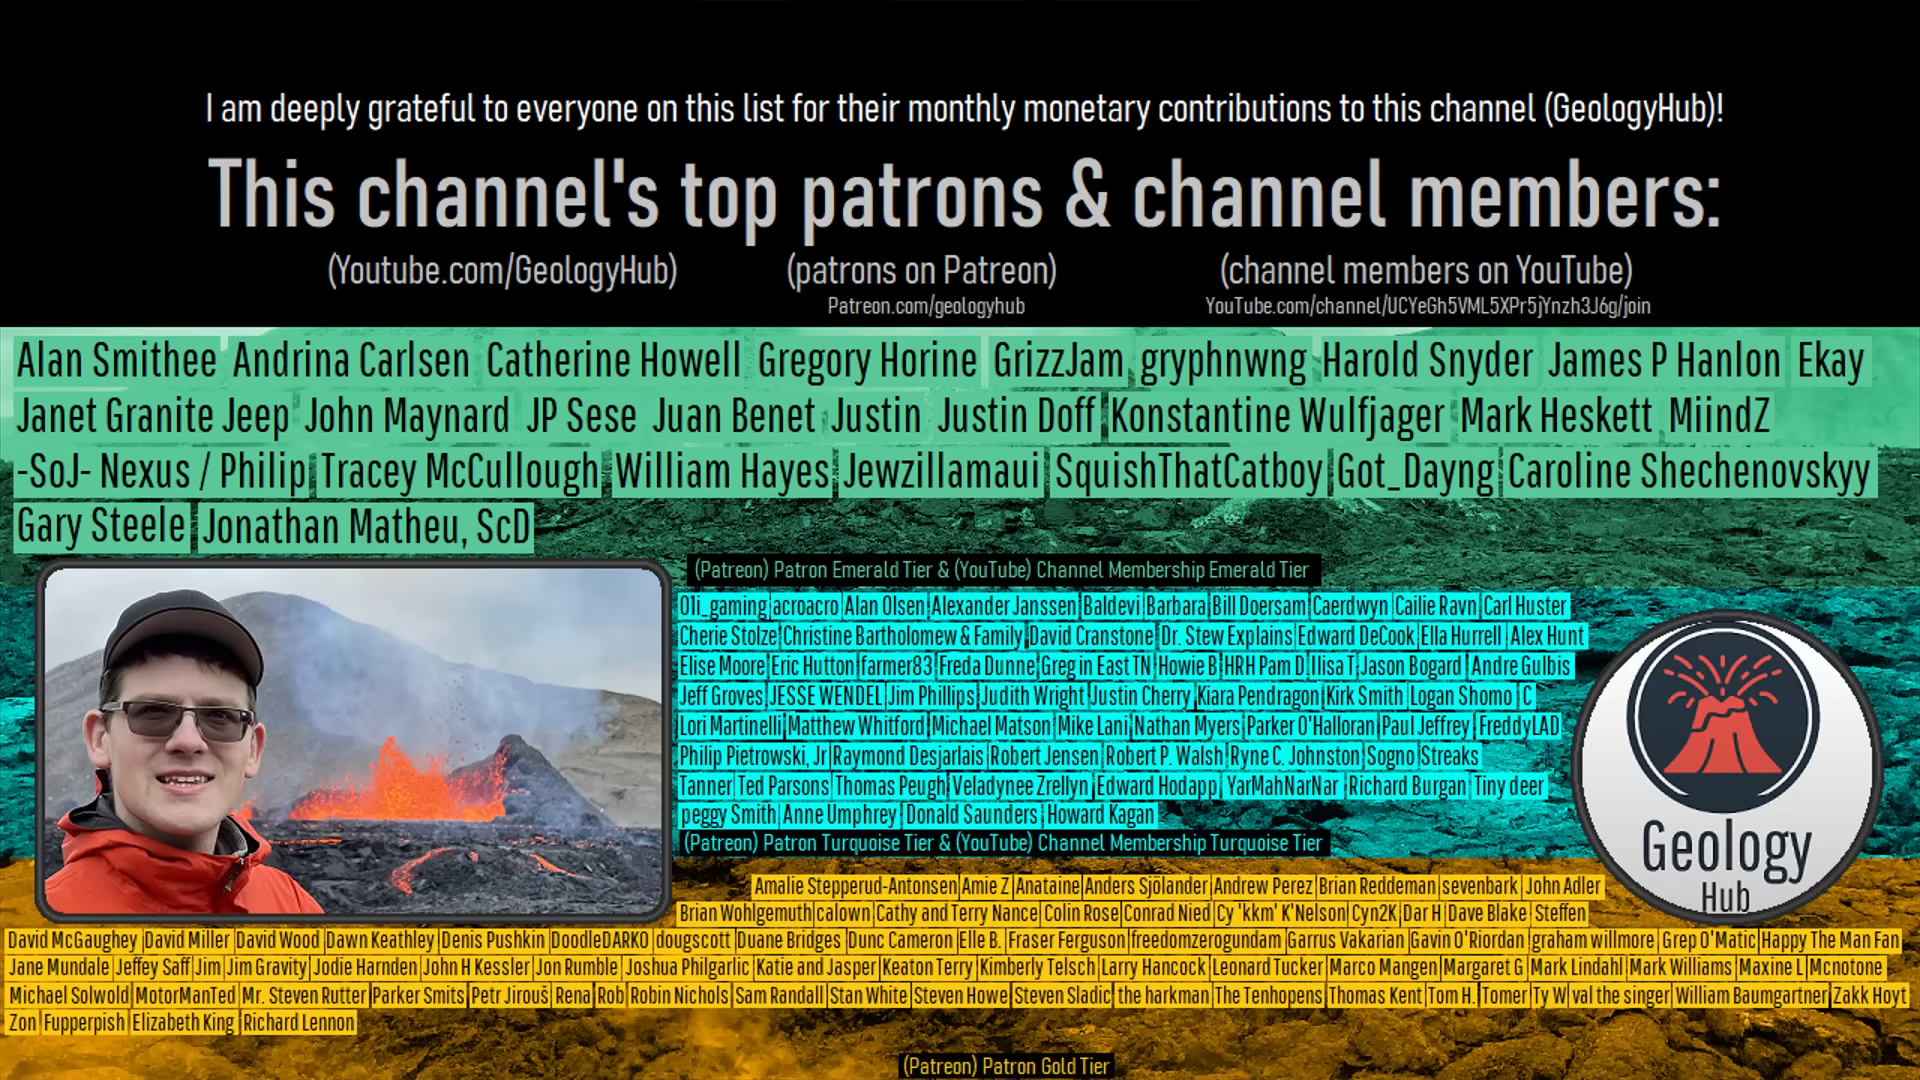 I am deeply grateful to everyone on this list for their monthly monetary contributions to this channel (GeologyHub)!
This channel's top patrons & channel members:
(Youtube.com/GeologyHub) (patrons on Patreon) (channel members on YouTube)
Patreon.com/geologyhub YouTube.com/channel/UCYeGh5VML5XPr5jYnzh3J6g/join
Alan Smithee Andrina Carlsen Catherine Howell Gregory Horine GrizzJam gryphnwng Harold Snyder James P Hanlon Ekay
Janet Granite Jeep John Maynard JP Sese Juan Benet Justin Justin Doff Konstantine Wulfjager Mark Heskett MiindZ
-SoJ- Nexus / Philip Tracey McCullough William Hayes Jewzillamaui SquishThatCatboy Got_Dayng Caroline Shechenovskyy
Gary Steele Jonathan Matheu, ScD
(Patreon) Patron Emerald Tier & (YouTube) Channel Membership Emerald Tier
01i_gaming acroacro Alan Olsen Alexander Janssen Baldevi Barbara Bill Doersam Caerdwyn Cailie Ravn Carl Huster
Cherie Stolze Christine Bartholomew & Family David Cranstone Dr. Stew Explains Edward DeCook Ella Hurrell Alex Hunt
Elise Moore Eric Hutton farmer83 Freda Dunne Greg in East TN Howie B HRH Pam D Ilisa T Jason Bogard Andre Gulbis
Jeff Groves JESSE WENDEL Jim Phillips Judith Wright Justin Cherry Kiara Pendragon Kirk Smith Logan Shomo C
Lori Martinelli Matthew Whitford Michael Matson Mike Lani Nathan Myers Parker O'Halloran Paul Jeffrey FreddyLAD
Philip Pietrowski, Jr Raymond Desjarlais Robert Jensen Robert P. Walsh Ryne C. Johnston Sogno Streaks
Tanner Ted Parsons Thomas Peugh Veladynee Zrellyn Edward Hodapp YarMahNarNar Richard Burgan Tiny deer
peggy Smith Anne Umphrey Donald Saunders Howard Kagan
(Patreon) Patron Turquoise Tier & (YouTube) Channel Membership Turquoise Tier
Geology
Hub
Amalie Stepperud-Antonsen Amie Z Anataine Anders Sjölander Andrew Perez Brian Reddeman sevenbark John Adler
Brian Wohlgemuth calown Cathy and Terry Nance Colin Rose Conrad Nied Cy 'kkm' K'Nelson Cyn2K Dar H Dave Blake Steffen
David McGaughey David Miller David Wood Dawn Keathley Denis Pushkin DoodleDARKO dougscott Duane Bridges Dunc Cameron Elle B. Fraser Ferguson freedomzerogundam Garrus Vakarian Gavin O'Riordan graham willmore Grep O'Matic Happy The Man Fan
Jane Mundale Jeffey Saff Jim Jim Gravity Jodie Harnden John H Kessler Jon Rumble Joshua Philgarlic Katie and Jasper Keaton Terry Kimberly Telsch Larry Hancock Leonard Tucker Marco Mangen Margaret G Mark Lindahl Mark Williams Maxine L Mcnotone
Michael Solwold MotorManTed Mr. Steven Rutter Parker Smits Petr Jirouš Rena Rob Robin Nichols Sam Randall Stan White Steven Howe Steven Sladic the harkman The Tenhopens Thomas Kent Tom H. Tomer Ty W val the singer William Baumgartner Zakk Hoyt
Zon Fupperpish Elizabeth King Richard Lennon
(Patreon) Patron Gold Tier